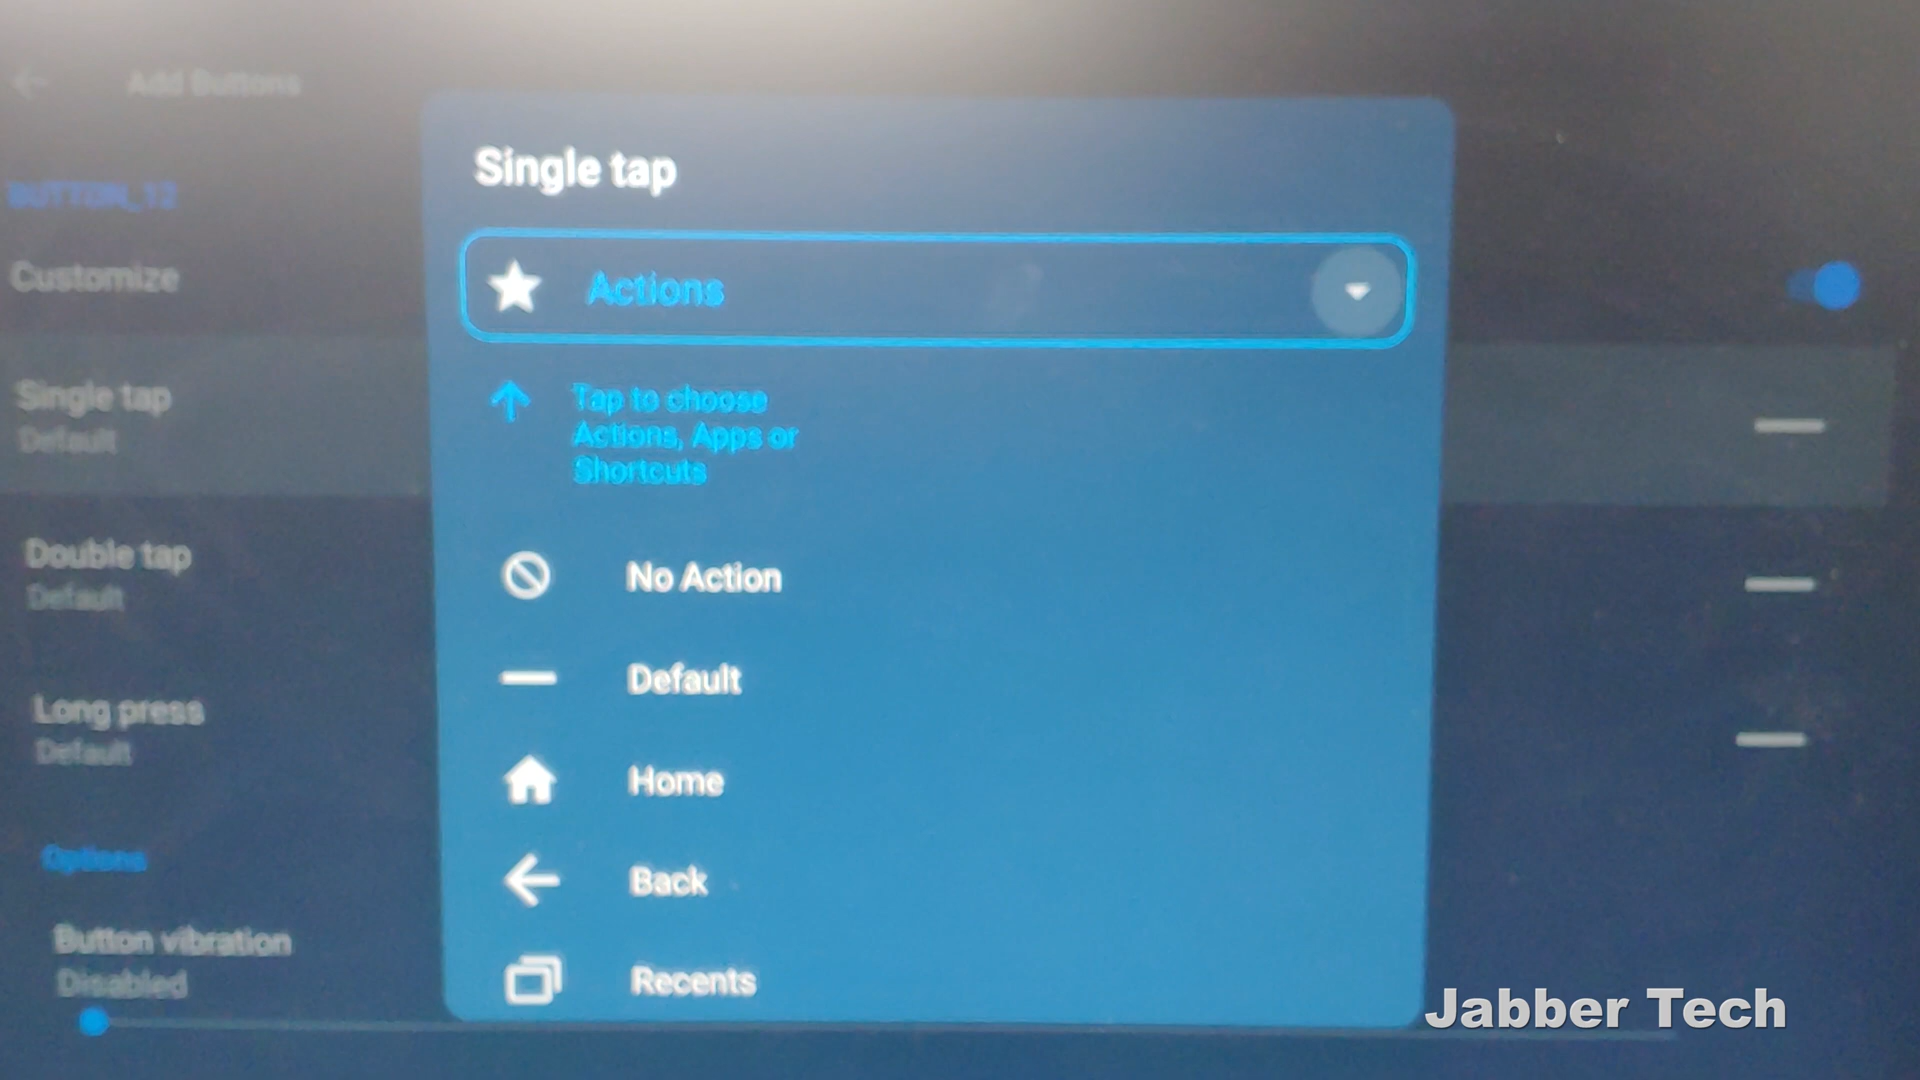 Add Buttons
BUTTON_12
Customize
Single tap
Default
Double tap
Default
Long press
Default
Options
Button vibration
Disabled
Single tap
Actions
Tap to choose
Actions, Apps or
Shortcuts
No Action
Default
Home
Back
Recents
Jabber Tech